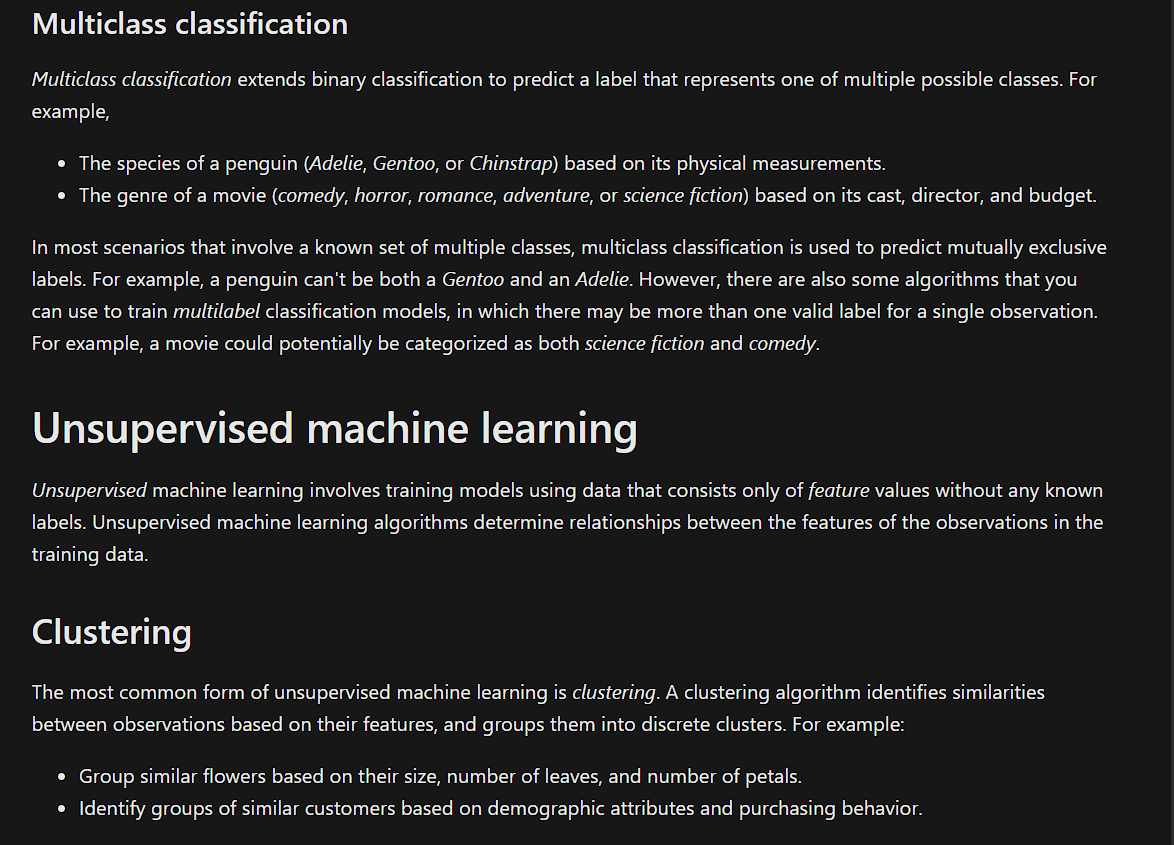 Multiclass classification
Multiclass classification extends binary classification to predict a label that represents one of multiple possible classes. For
example,
• The species of a penguin (Adelie, Gentoo, or Chinstrap) based on its physical measurements.
• The genre of a movie (comedy, horror, romance, adventure, or science fiction) based on its cast, director, and budget.
In most scenarios that involve a known set of multiple classes, multiclass classification is used to predict mutually exclusive
labels. For example, a penguin can't be both a Gentoo and an Adelie. However, there are also some algorithms that you
can use to train multilabel classification models, in which there may be more than one valid label for a single observation.
For example, a movie could potentially be categorized as both science fiction and comedy.
Unsupervised machine learning
Unsupervised machine learning involves training models using data that consists only of feature values without any known
labels. Unsupervised machine learning algorithms determine relationships between the features of the observations in the
training data.
Clustering
The most common form of unsupervised machine learning is clustering. A clustering algorithm identifies similarities
between observations based on their features, and groups them into discrete clusters. For example:
• Group similar flowers based on their size, number of leaves, and number of petals.
• Identify groups of similar customers based on demographic attributes and purchasing behavior.